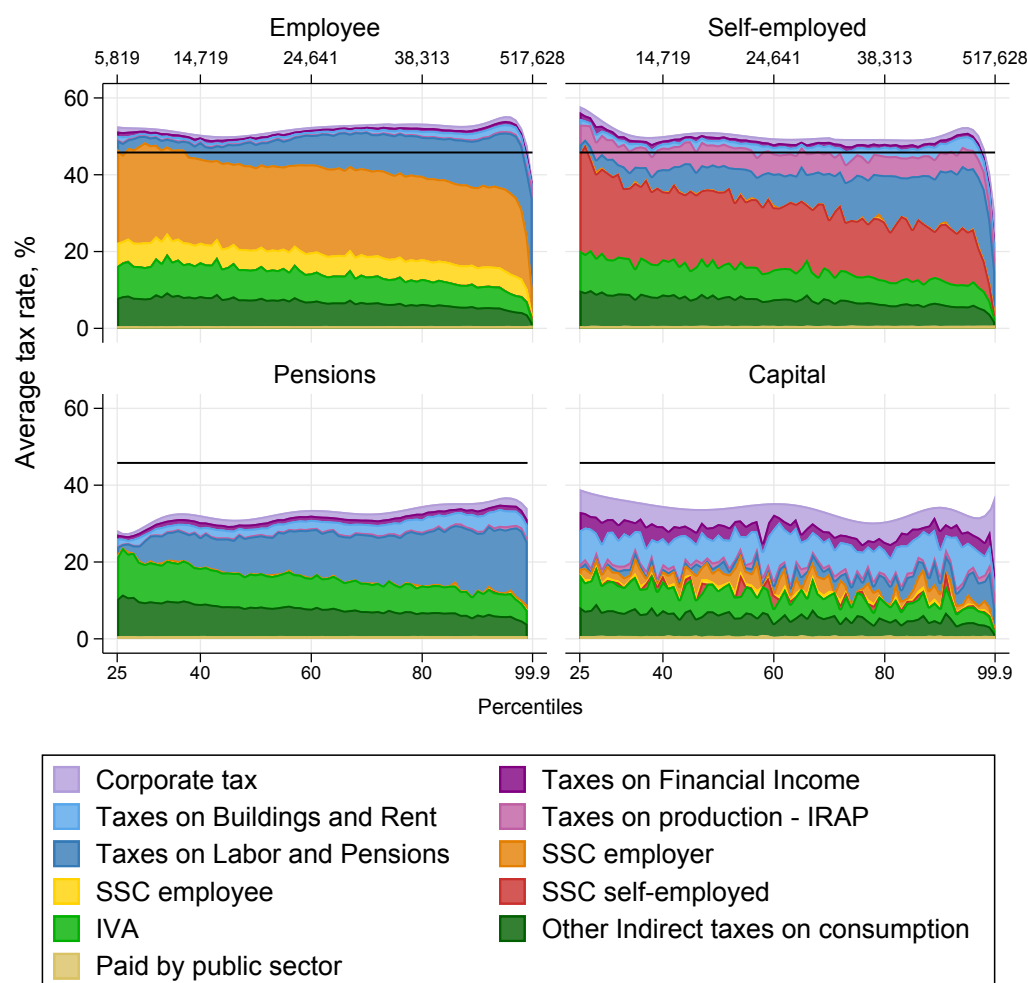 Employee Self-employed
5,819 14,719 24,641 38,313 517,628 14,719 24,641 38,313 517,628
60
40
20
0
Average tax rate, %
Pensions Capital
60
40
20
0
25 40 60 80 99.9 25 40 60 80 99.9
Percentiles
Corporate tax Taxes on Financial Income
Taxes on Buildings and Rent Taxes on production - IRAP
Taxes on Labor and Pensions SSC employer
SSC employee SSC self-employed
IVA Other Indirect taxes on consumption
Paid by public sector